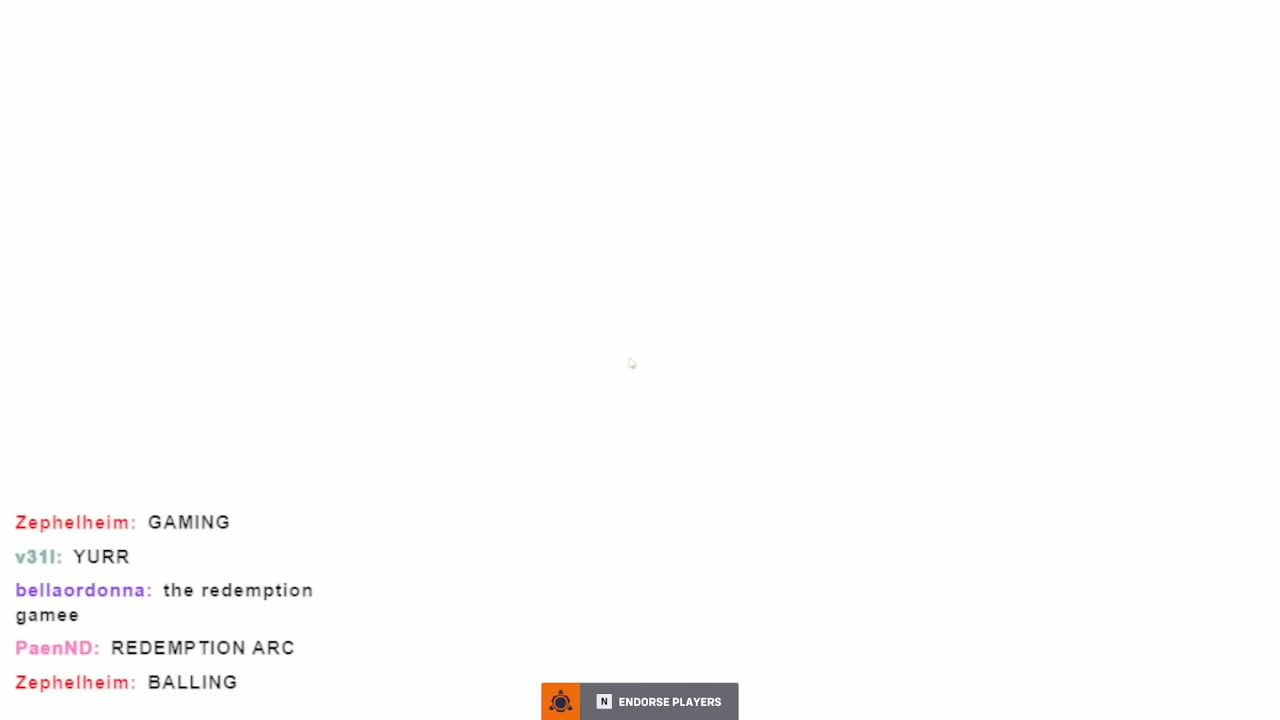 Zephelheim: GAMING
v31l: YURR
bellaordonna: the redemption
gamee
PaenND: REDEMPTION ARC
Zephelheim: BALLING
N ENDORSE PLAYERS